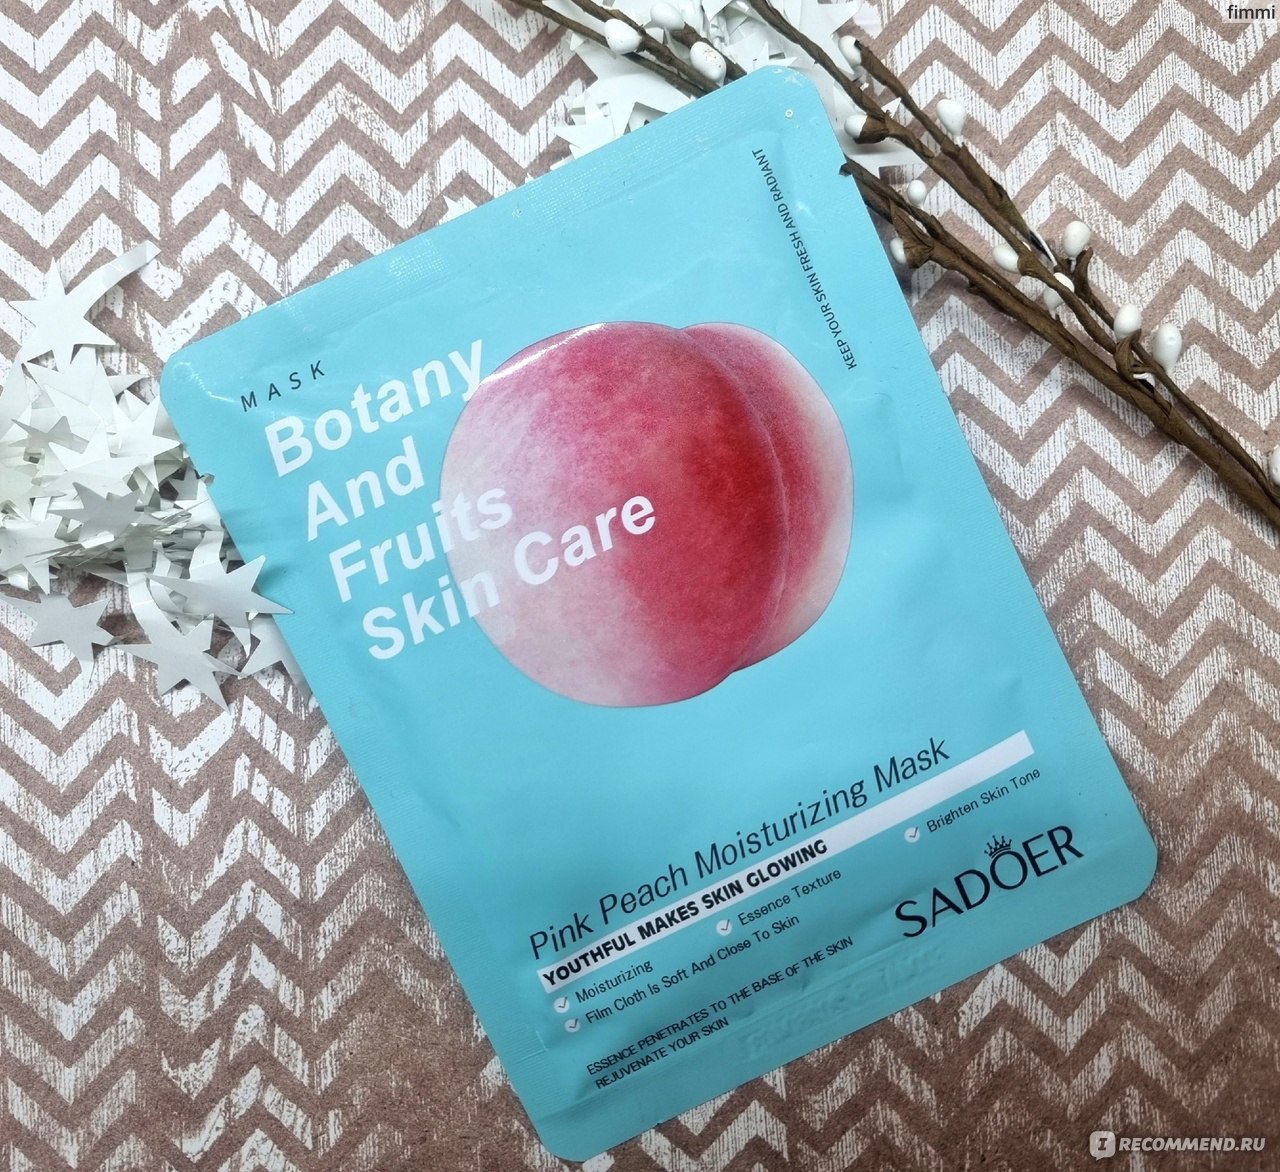 fimmi
KEEP YOUR SKIN FRESH AND RADIANT
MASK
Botany
And
Fruits
Skin Care
Pink Peach Moisturizing Mask
YOUTHFUL MAKES SKIN GLOWING
Moisturizing
Essence Texture
Brighten Skin Tone
Film Cloth Is Soft And Close To Skin
SADOER
ESSENCE PENETRATES TO THE BASE OF THE SKIN
REJUVENATE YOUR SKIN
I RECOMMEND.RU